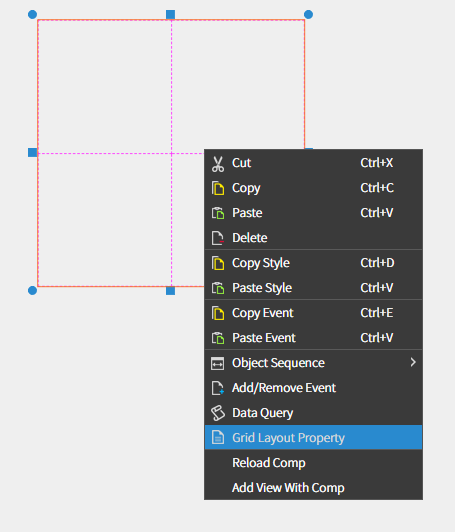 Cut Ctrl+X
Copy Ctrl+C
Paste Ctrl+V
Delete
Copy Style Ctrl+D
Paste Style Ctrl+V
Copy Event Ctrl+E
Paste Event Ctrl+V
Object Sequence
Add/Remove Event
Data Query
Grid Layout Property
Reload Comp
Add View With Comp